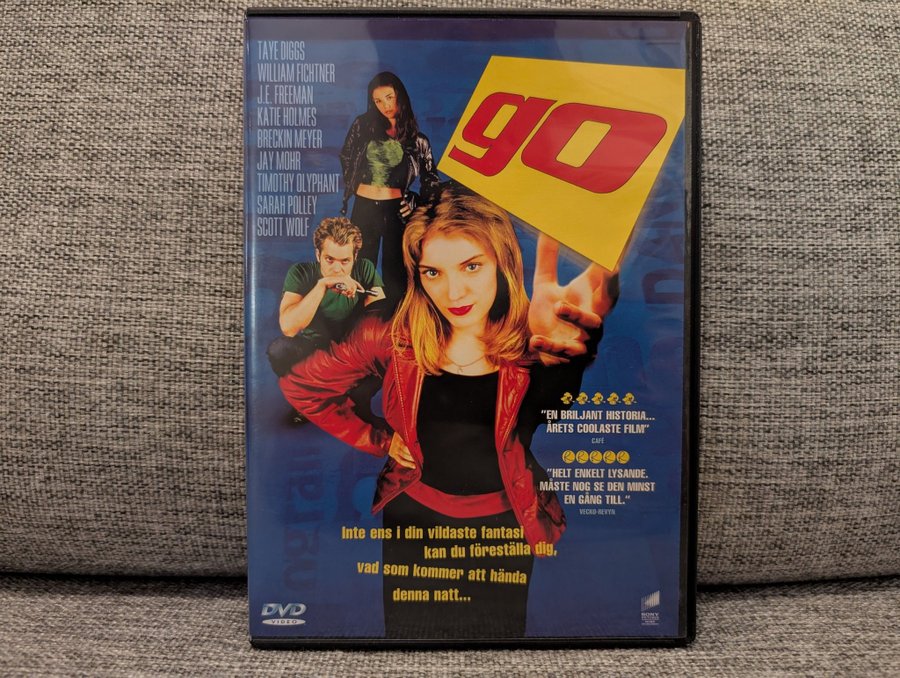 TAYE DIGGS
WILLIAM FICHTNER
J.E. FREEMAN
KATIE HOLMES
BRECKIN MEYER
JAY MOHR
TIMOTHY OLYPHANT
SARAH POLLEY
SCOTT WOLF
go
"EN BRILJANT HISTORIA...
ÅRETS COOLASTE FILM"
CAFÉ
"HELT ENKELT LYSANDE.
MÅSTE NOG SE DEN MINST
EN GÅNG TILL."
VECKO-REVYN
Inte ens i din vildaste fantasi
kan du föreställa dig,
vad som kommer att hända
denna natt...
DVD
VIDEO
SONY
PICTURES